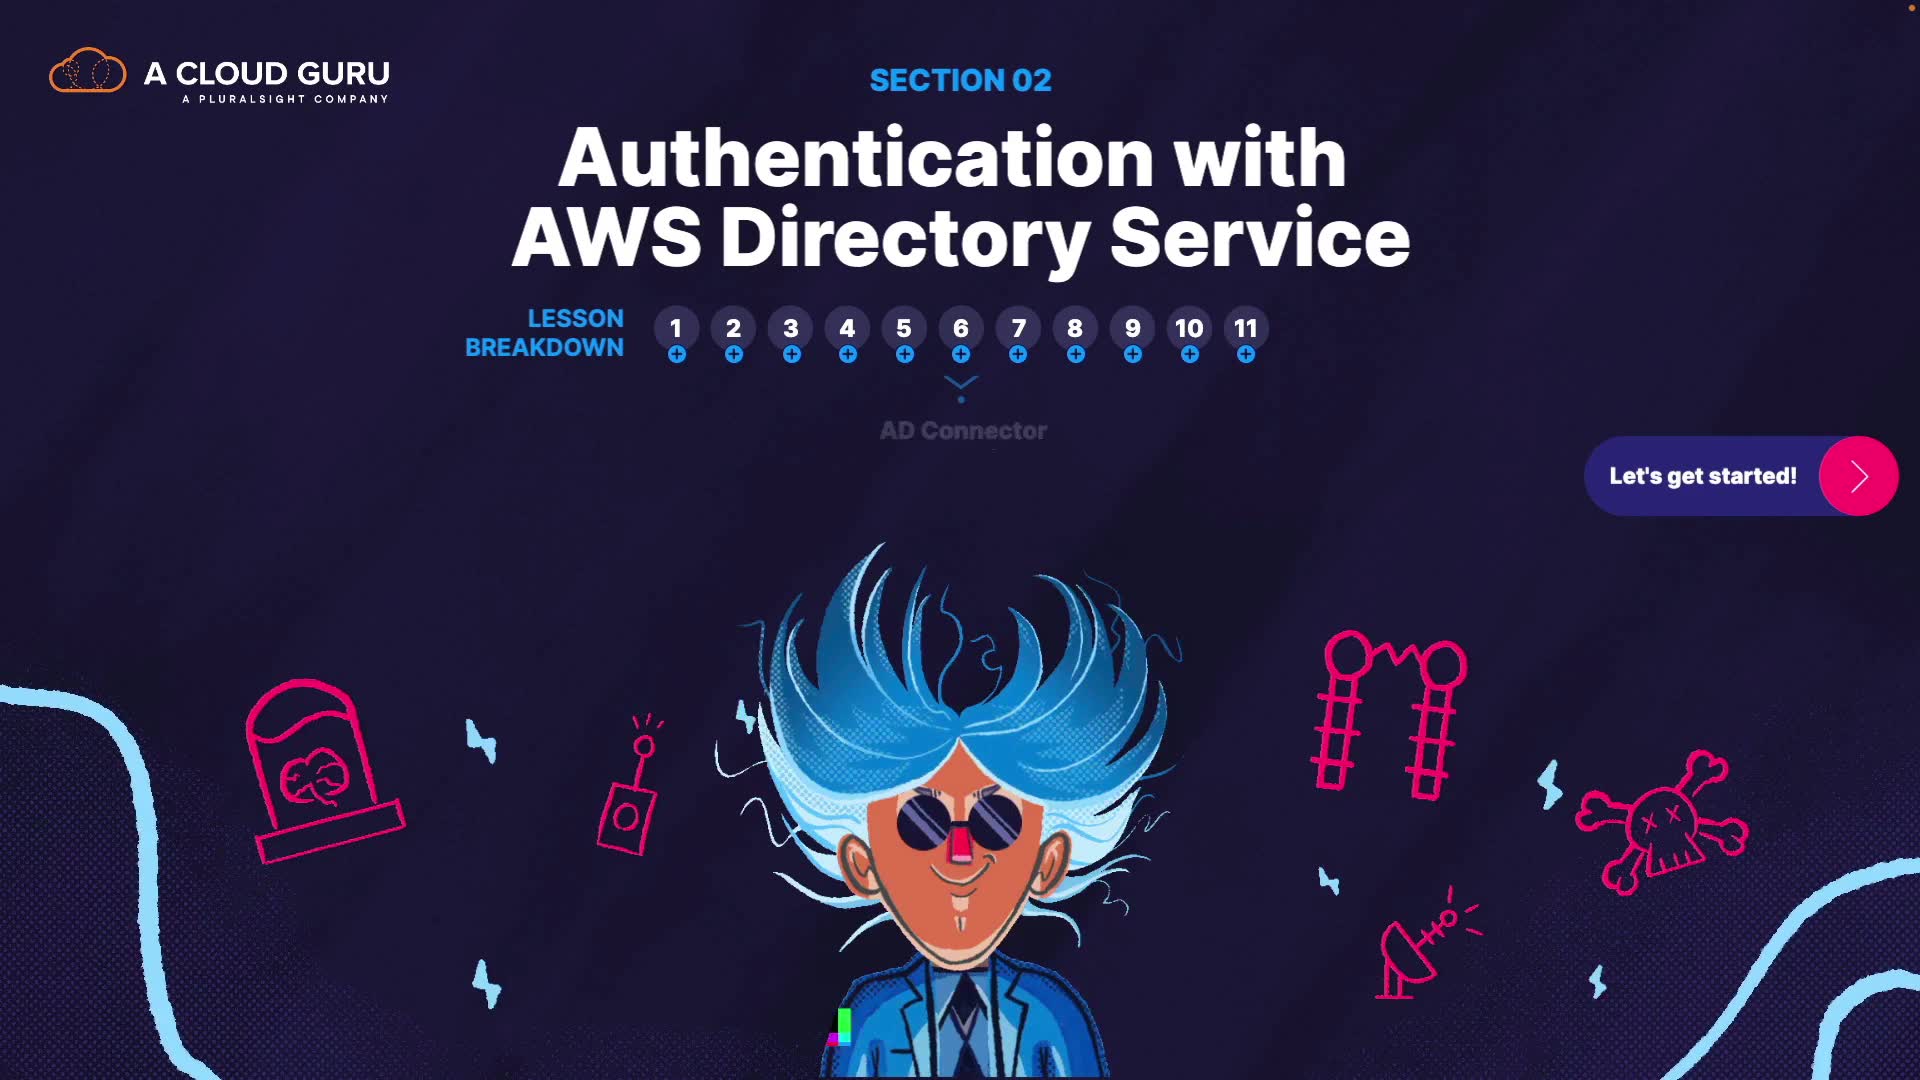 A CLOUD GURU
A PLURALSIGHT COMPANY
SECTION 02
Authentication with
AWS Directory Service
LESSON
BREAKDOWN
1 2 3 4 5 6 7 8 9 10 11
AD Connector
Let's get started!